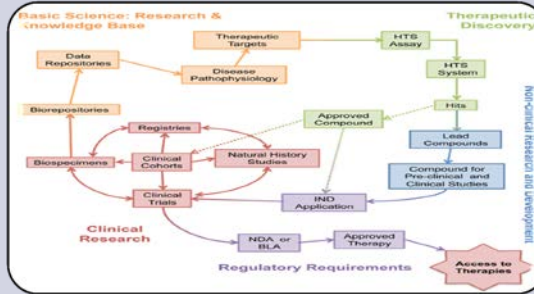 Basic Science: Research &
Knowledge Base
Therapeutic
Discovery
Therapeutic
Targets
HTS
Assay
Data
Repositories
Disease
Pathophysiology
HTS
System
Biorepositories
Hits
Approved
Compound
Registries
Lead
Compounds
Biospecimens
Clinical
Cohorts
Natural History
Studies
Compound for
Pre-clinical and
Clinical Studies
Clinical
Trials
IND
Application
Non-clinical Research and Development
Clinical
Research
NDA or
BLA
Approved
Therapy
Access to
Therapies
Regulatory Requirements